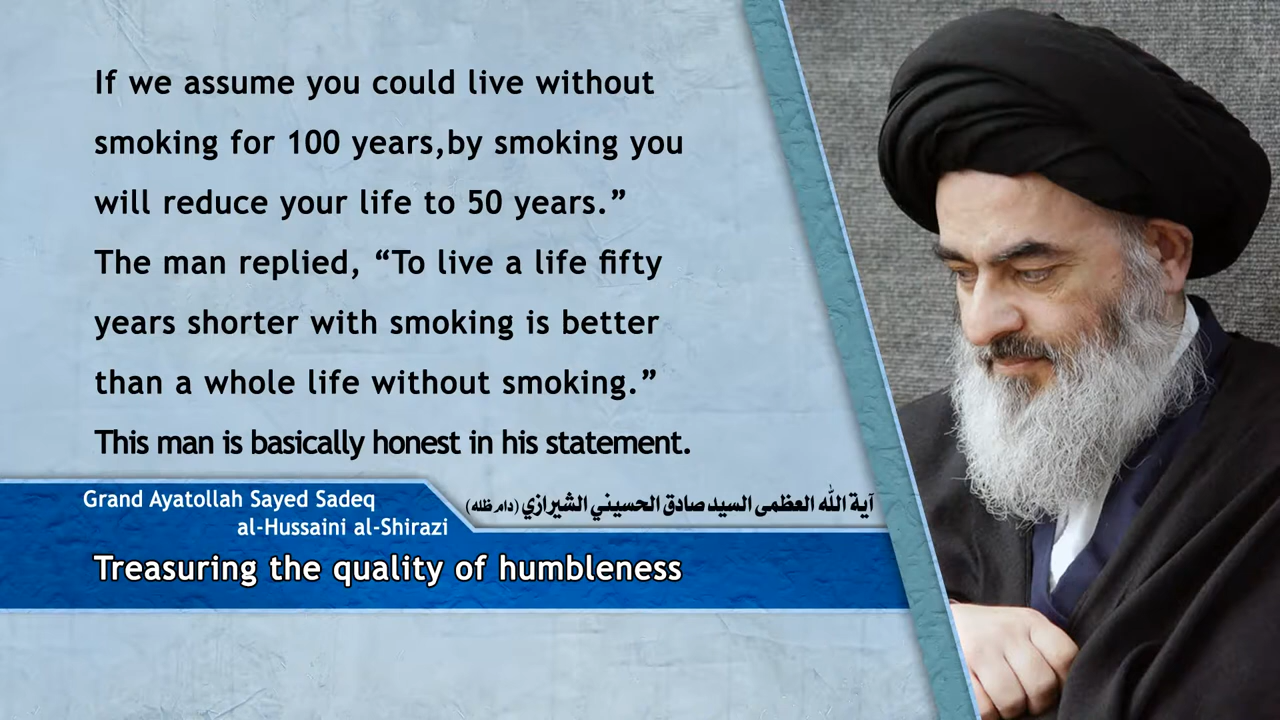 If we assume you could live without
smoking for 100 years,by smoking you
will reduce your life to 50 years.”
The man replied, “To live a life fifty
years shorter with smoking is better
than a whole life without smoking.”
This man is basically honest in his statement.
Grand Ayatollah Sayed Sadeq
al-Hussaini al-Shirazi
آية الله العظمى السيد صادق الحسيني الشيرازي (دام ظله)
Treasuring the quality of humbleness